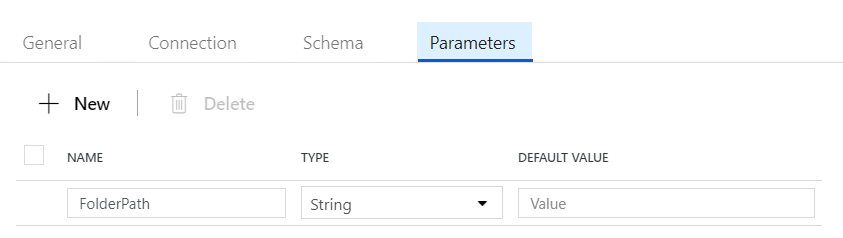 General Connection Schema Parameters
New Delete
NAME TYPE DEFAULT VALUE
FolderPath String Value